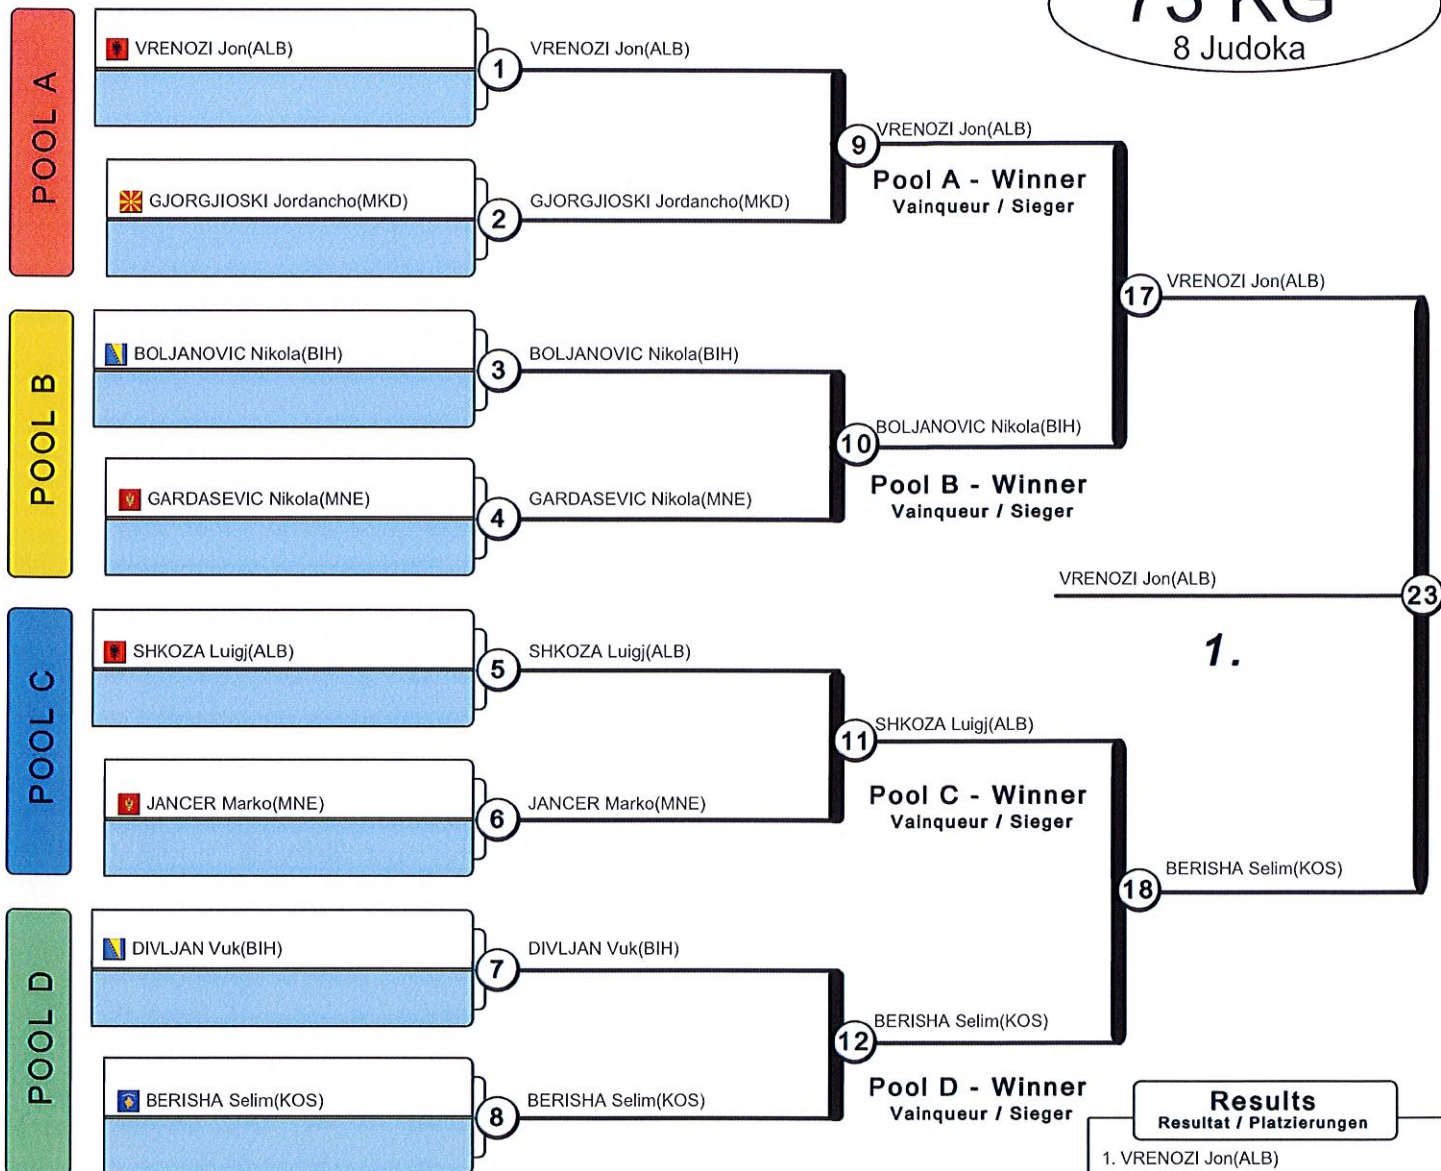 73 KG
8 Judoka
POOL A
VRENOZI Jon(ALB)
1
VRENOZI Jon(ALB)
GJORGJIOSKI Jordancho(MKD)
2
GJORGJIOSKI Jordancho(MKD)
9
VRENOZI Jon(ALB)
Pool A - Winner
Vainqueur / Sieger
POOL B
BOLJANOVIC Nikola(BIH)
3
BOLJANOVIC Nikola(BIH)
GARDASEVIC Nikola(MNE)
4
GARDASEVIC Nikola(MNE)
10
BOLJANOVIC Nikola(BIH)
Pool B - Winner
Vainqueur / Sieger
17
VRENOZI Jon(ALB)
POOL C
SHKOZA Luigj(ALB)
5
SHKOZA Luigj(ALB)
JANCER Marko(MNE)
6
JANCER Marko(MNE)
11
SHKOZA Luigj(ALB)
Pool C - Winner
Vainqueur / Sieger
POOL D
DIVLJAN Vuk(BIH)
7
DIVLJAN Vuk(BIH)
BERISHA Selim(KOS)
8
BERISHA Selim(KOS)
12
BERISHA Selim(KOS)
Pool D - Winner
Vainqueur / Sieger
18
BERISHA Selim(KOS)
VRENOZI Jon(ALB)
23
1.
Results
Resultat / Platzierungen
1. VRENOZI Jon(ALB)